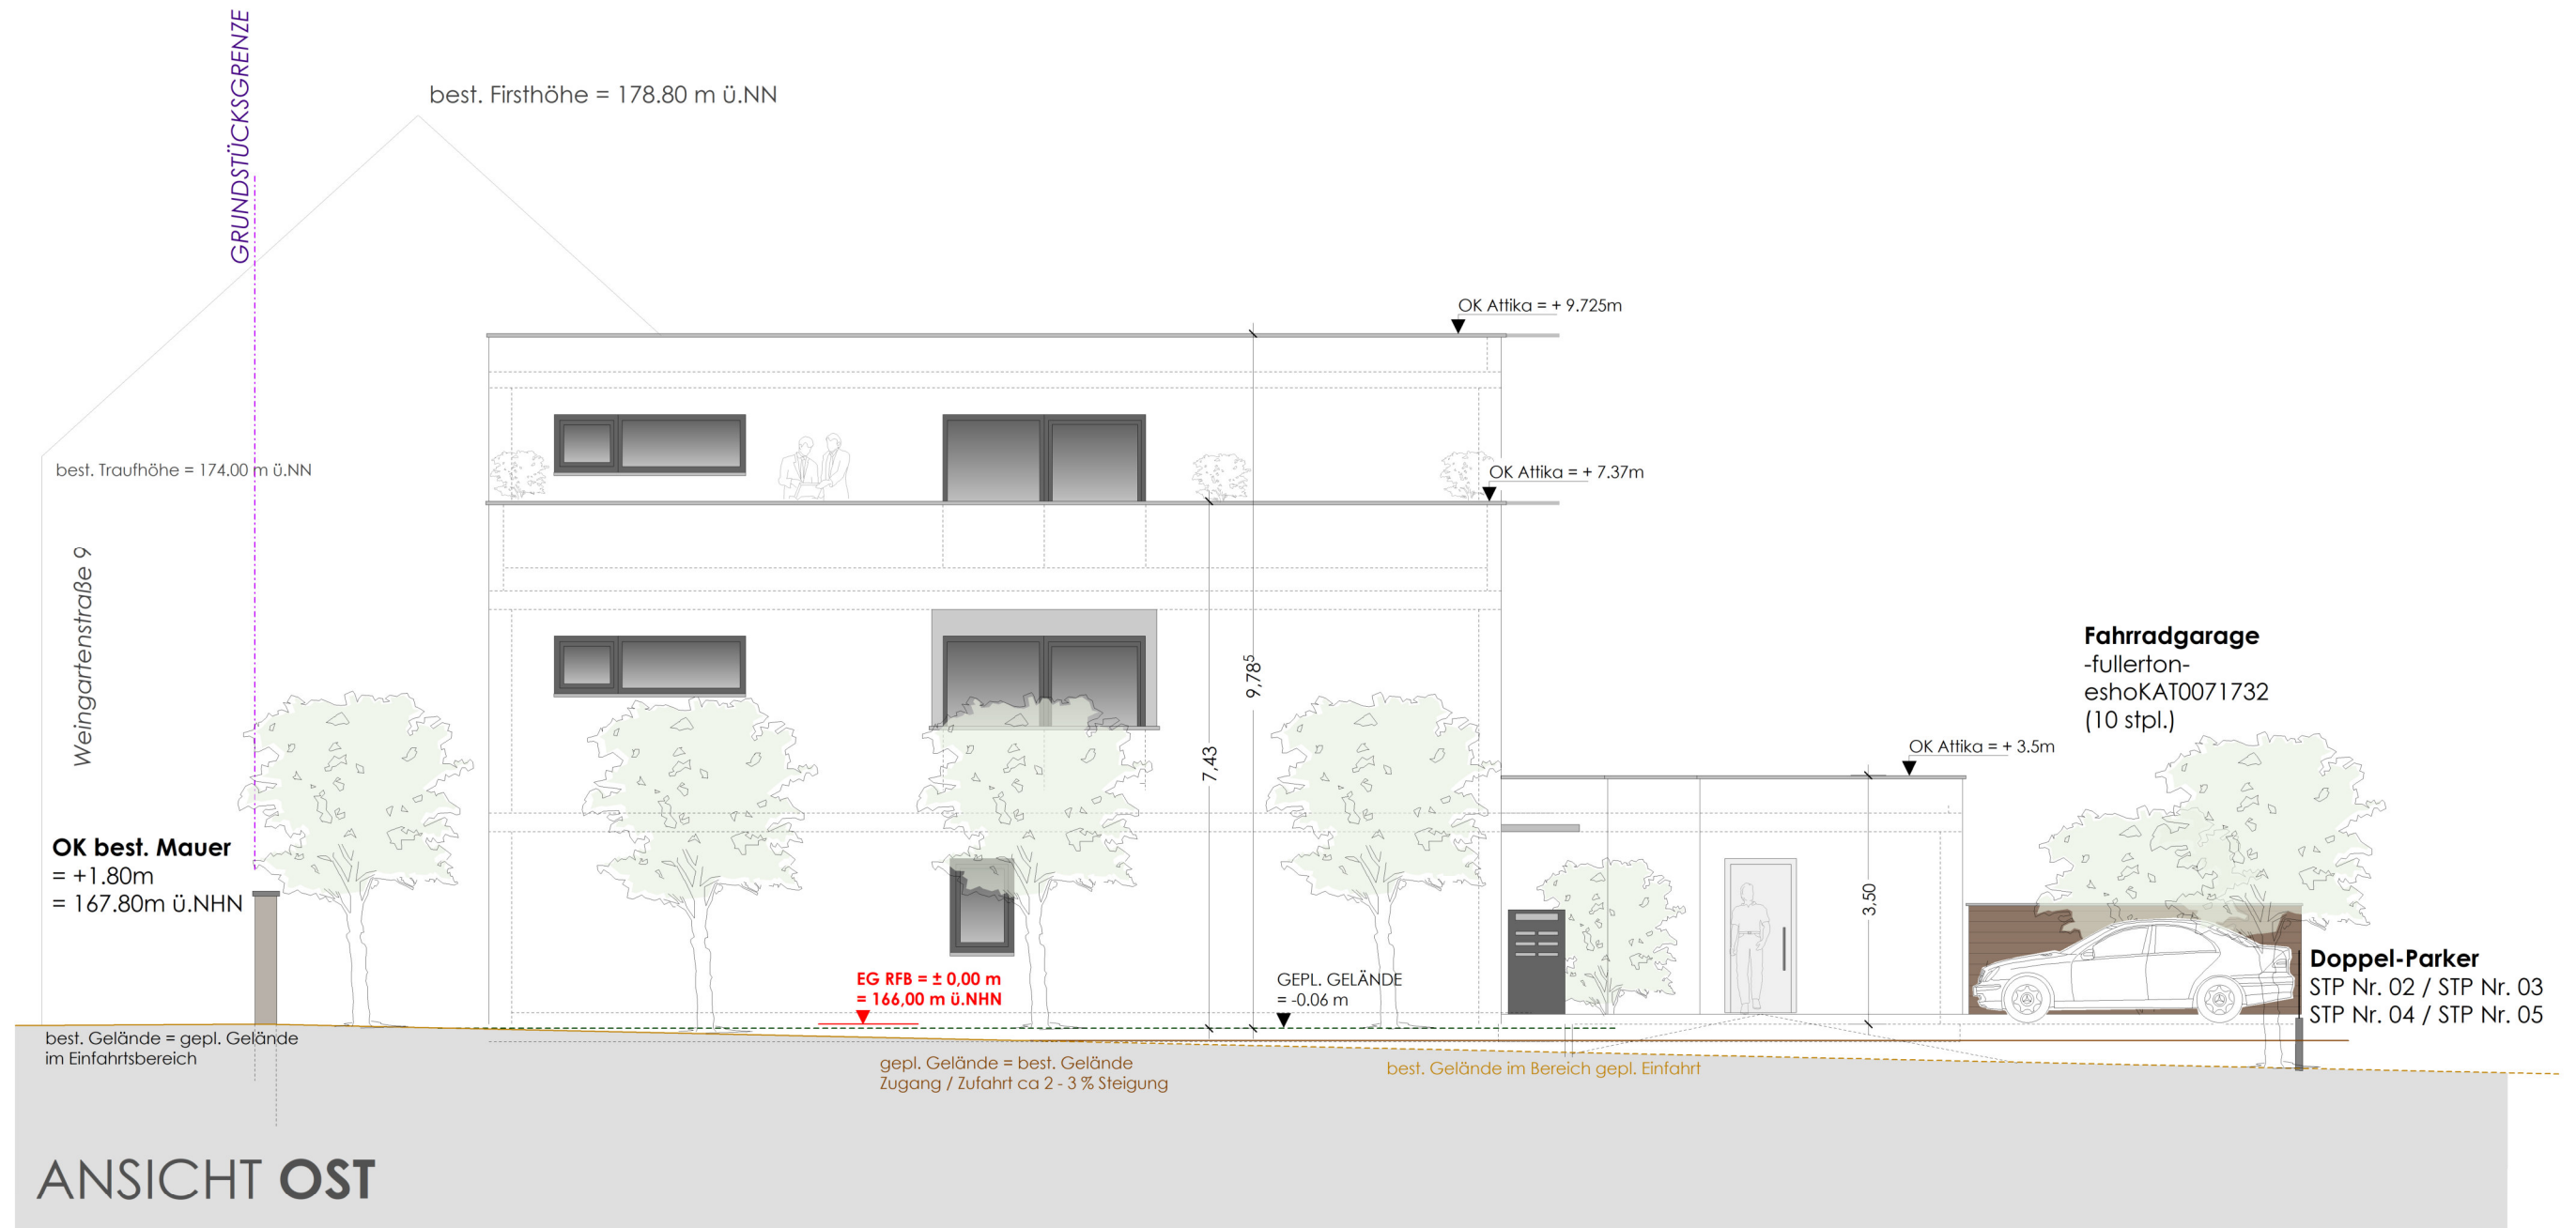 GRUNDSTÜCKSGRENZE
best. Firsthöhe = 178.80 m ü.NN
OK Attika = + 9.725m
best. Traufhöhe = 174.00 m ü.NN
OK Attika = + 7.37m
Weingartenstraße 9
Fahrradgarage
-fullerton-
eshoKAT0071732
(10 stpl.)
9,78⁵
7,43
OK Attika = + 3.5m
OK best. Mauer
= +1.80m
= 167.80m ü.NHN
3,50
EG RFB = ± 0,00 m
= 166,00 m ü.NHN
GEPL. GELÄNDE
= -0.06 m
Doppel-Parker
STP Nr. 02 / STP Nr. 03
STP Nr. 04 / STP Nr. 05
best. Gelände = gepl. Gelände
im Einfahrtsbereich
gepl. Gelände = best. Gelände
Zugang / Zufahrt ca 2 - 3 % Steigung
best. Gelände im Bereich gepl. Einfahrt
ANSICHT OST